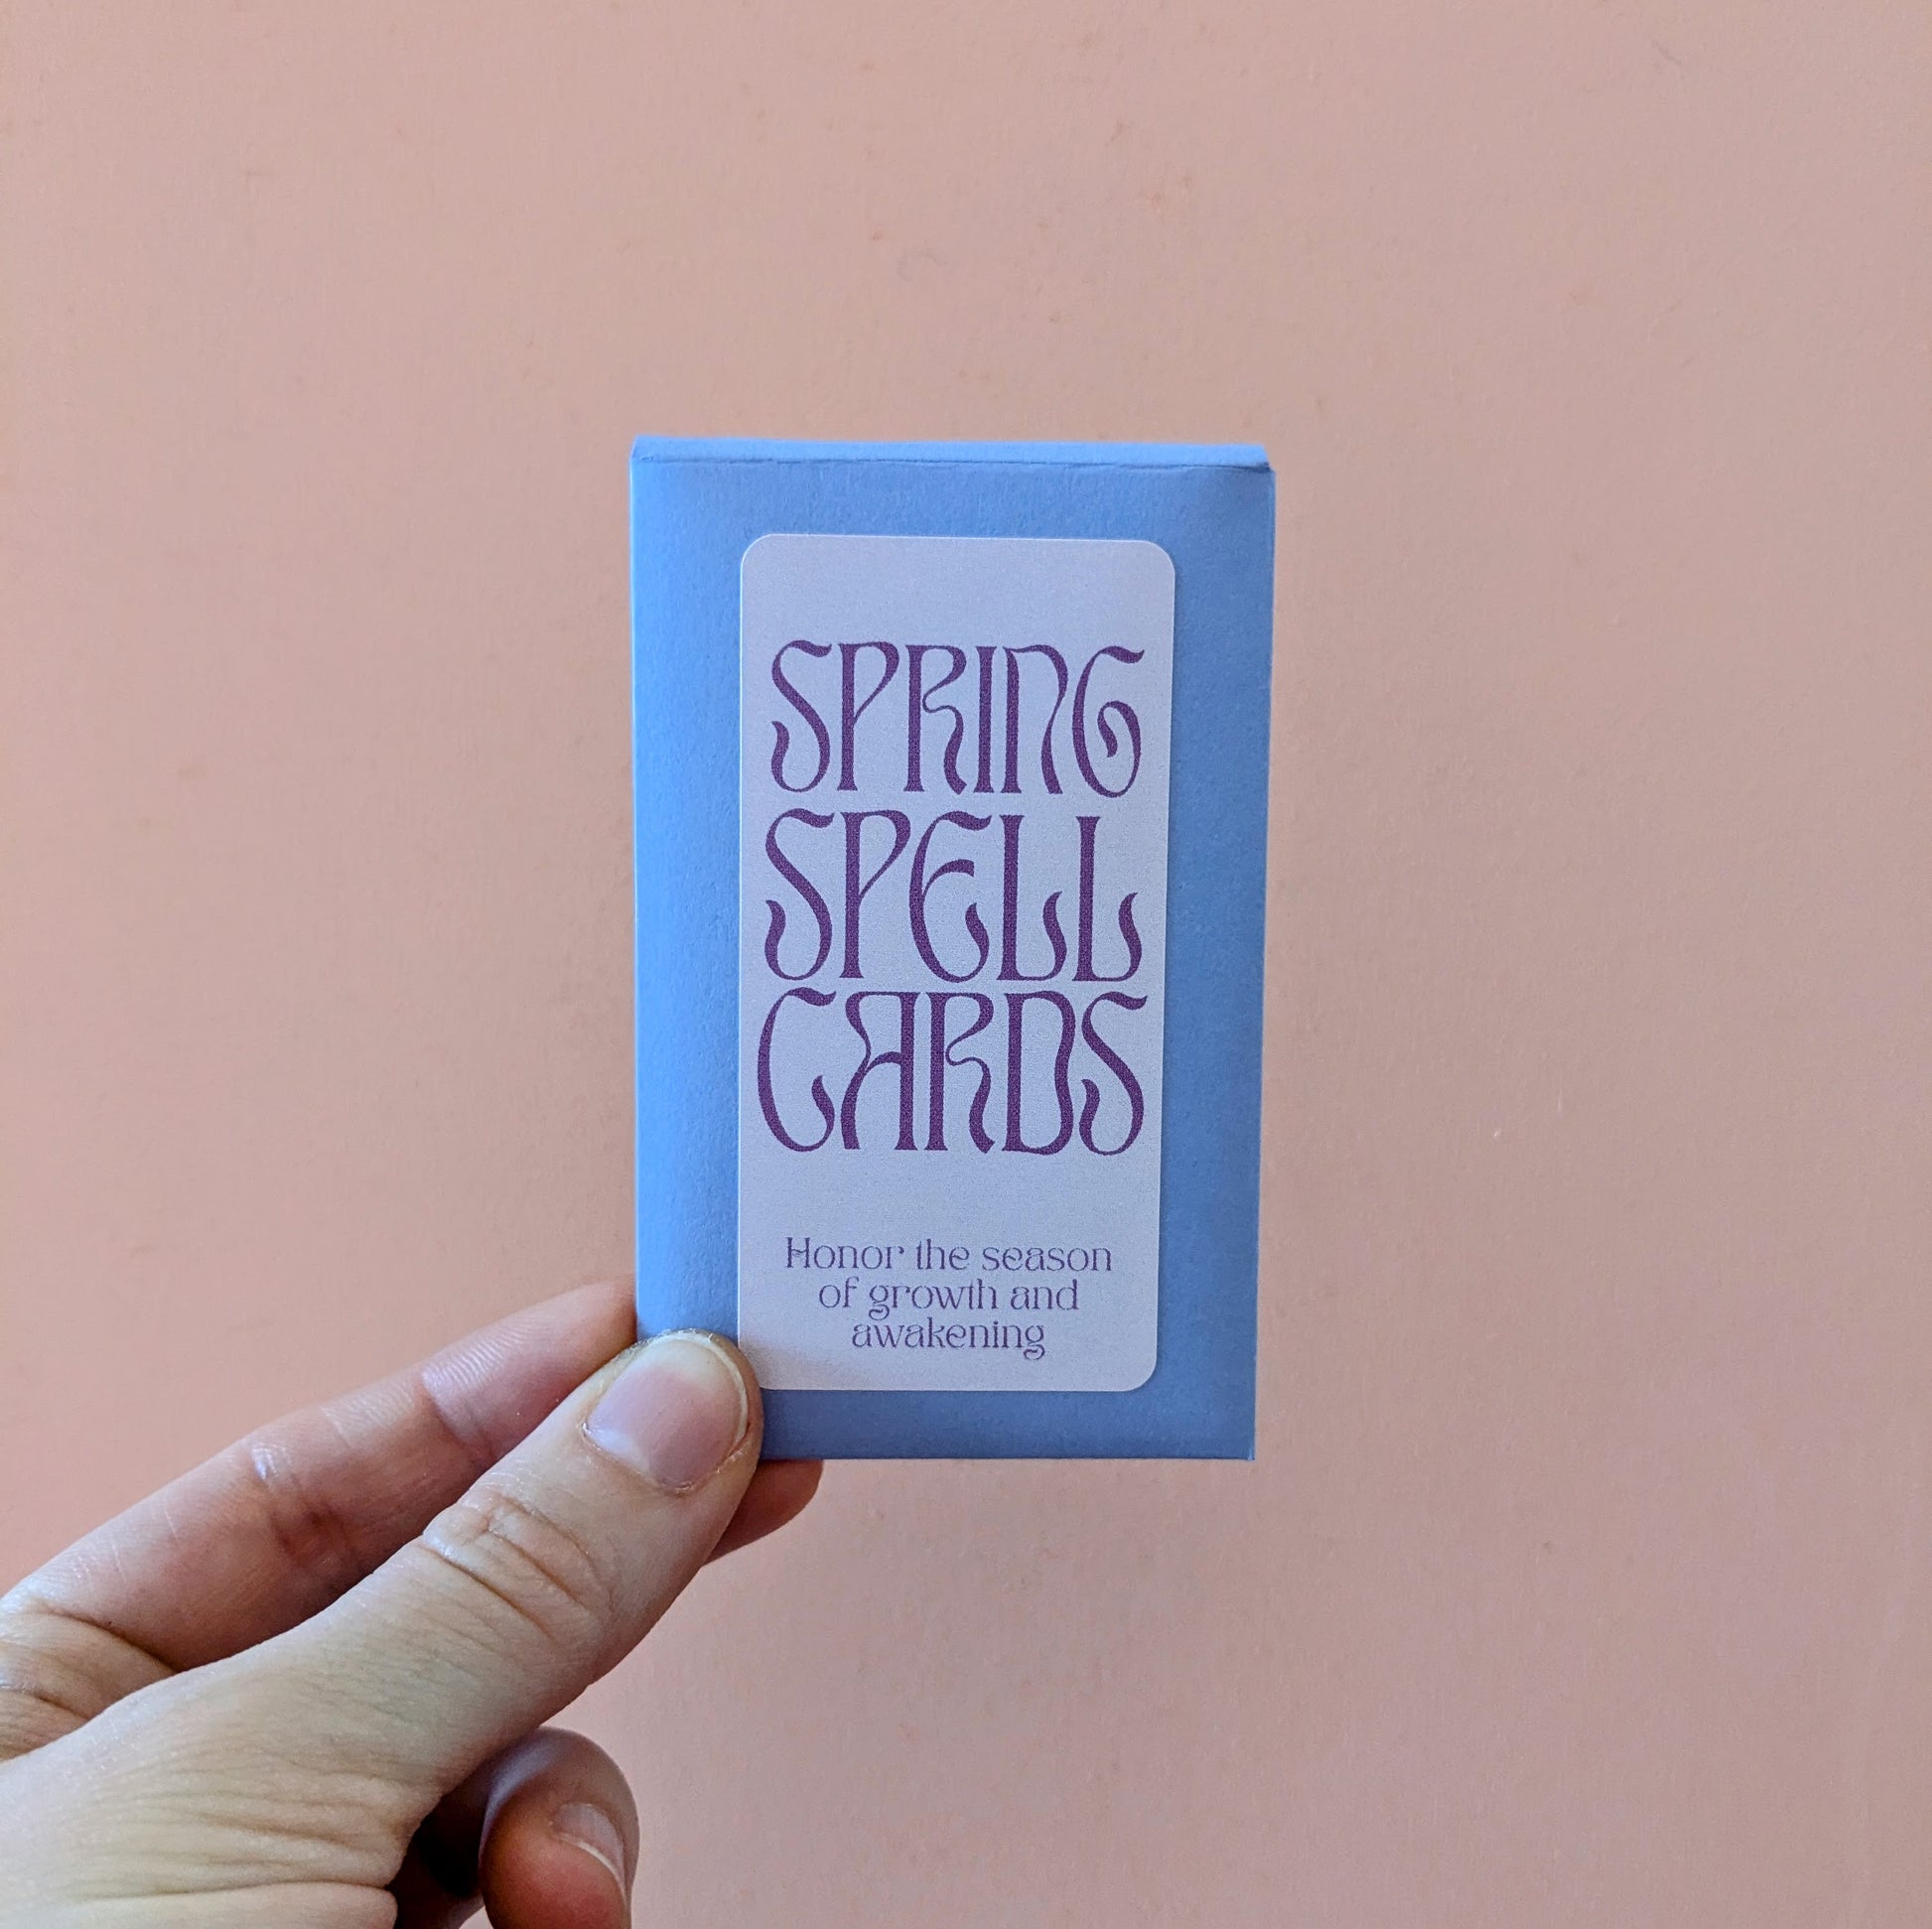 SPRING
SPELL
CARDS
Honor the season
of growth and
awakening